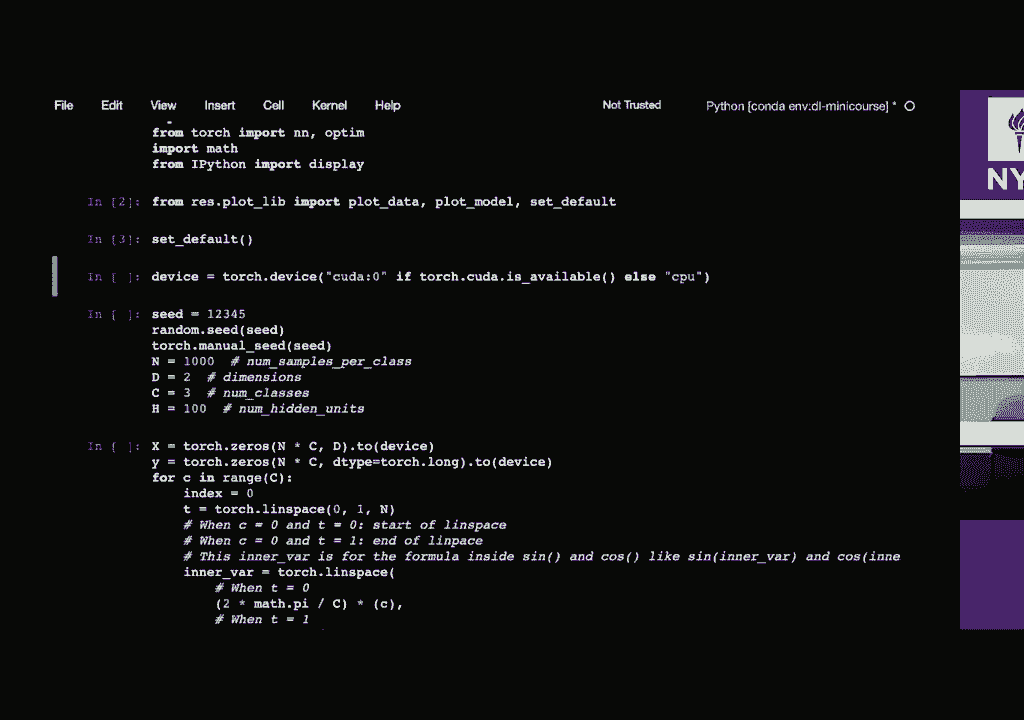 File Edit View Insert Cell Kernel Help Not Trusted Python [conda env:dl-minicourse] *
from torch import nn, optim
import math
from IPython import display
In [2]: from res.plot_lib import plot_data, plot_model, set_default
In [3]: set_default()
In [ ]: device = torch.device("cuda:0" if torch.cuda.is_available() else "cpu")
In [ ]: seed = 12345
random.seed(seed)
torch.manual_seed(seed)
N = 1000  # num_samples_per_class
D = 2  # dimensions
C = 3  # num_classes
H = 100  # num_hidden_units
In [ ]: X = torch.zeros(N * C, D).to(device)
y = torch.zeros(N * C, dtype=torch.long).to(device)
for c in range(C):
    index = 0
    t = torch.linspace(0, 1, N)
    # When c = 0 and t = 0: start of linspace
    # When c = 0 and t = 1: end of linpace
    # This inner_var is for the formula inside sin() and cos() like sin(inner_var) and cos(inne
    inner_var = torch.linspace(
        # When t = 0
        (2 * math.pi / C) * (c),
        # When t = 1
NY